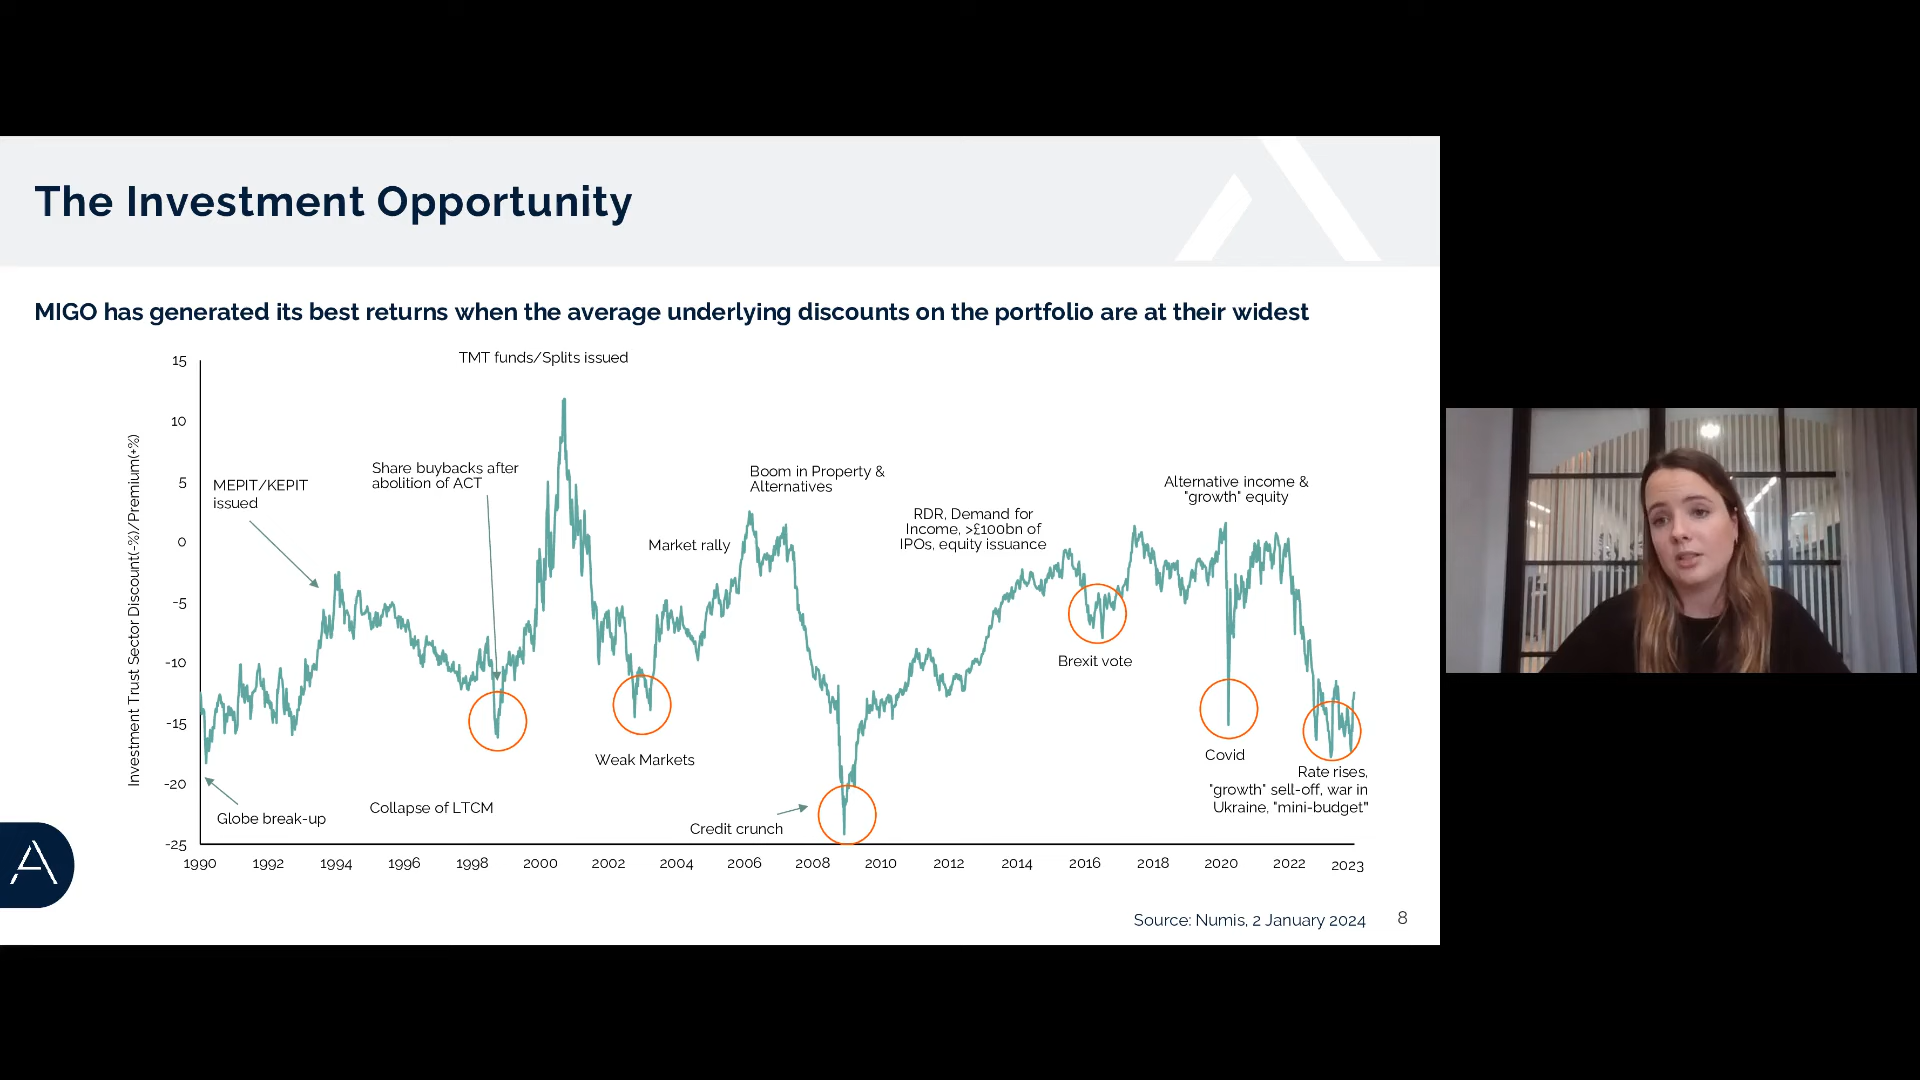 The Investment Opportunity
MIGO has generated its best returns when the average underlying discounts on the portfolio are at their widest
Investment Trust Sector Discount(-%)/Premium(+%)
15
10
5
0
-5
-10
-15
-20
-25
TMT funds/Splits issued
MEPIT/KEPIT
issued
Share buybacks after
abolition of ACT
Market rally
Boom in Property &
Alternatives
RDR, Demand for
Income, >£100bn of
IPOs, equity issuance
Alternative income &
"growth" equity
Brexit vote
Weak Markets
Covid
Rate rises,
"growth" sell-off, war in
Ukraine, "mini-budget"
Globe break-up
Collapse of LTCM
Credit crunch
1990 1992 1994 1996 1998 2000 2002 2004 2006 2008 2010 2012 2014 2016 2018 2020 2022 2023
Source: Numis, 2 January 2024
8